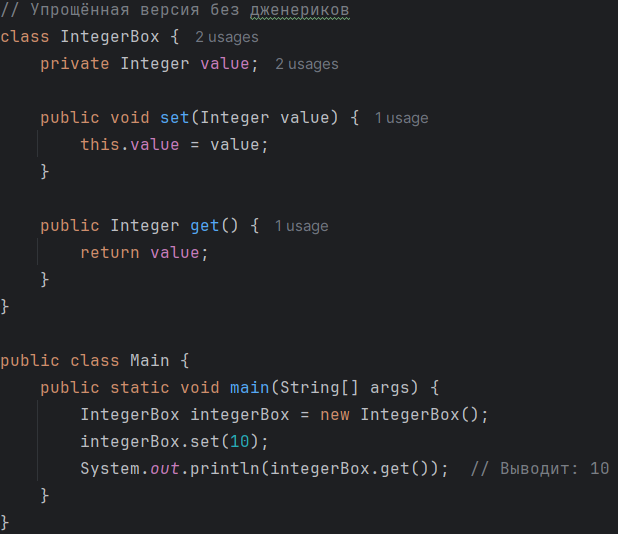 // Упрощённая версия без дженериков
class IntegerBox { 2 usages
    private Integer value; 2 usages
    public void set(Integer value) { 1 usage
        this.value = value;
    }
    public Integer get() { 1 usage
        return value;
    }
}
public class Main {
    public static void main(String[] args) {
        IntegerBox integerBox = new IntegerBox();
        integerBox.set(10);
        System.out.println(integerBox.get());  // Выводит: 10
    }
}